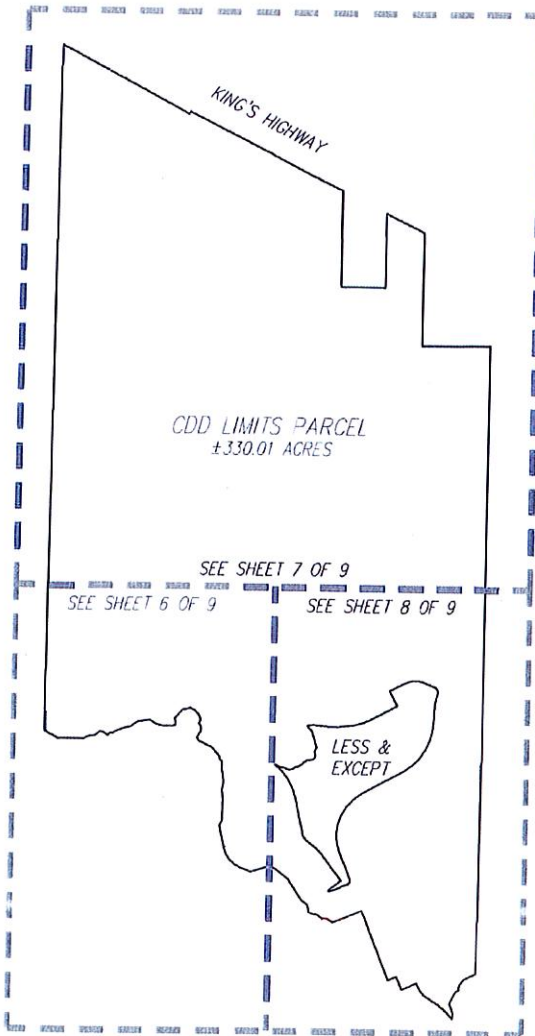 KING'S HIGHWAY
CDD LIMITS PARCEL
±330.01 ACRES
SEE SHEET 7 OF 9
SEE SHEET 6 OF 9
SEE SHEET 8 OF 9
LESS &
EXCEPT